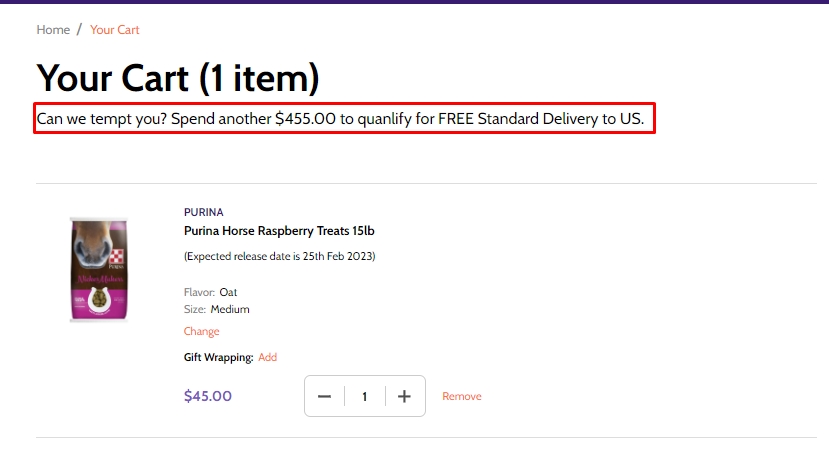 Home / Your Cart
Your Cart (1 item)
Can we tempt you? Spend another $455.00 to quanlify for FREE Standard Delivery to US.
PURINA
Purina Horse Raspberry Treats 15lb
(Expected release date is 25th Feb 2023)
PURINA
Flavor: Oat
Size: Medium
Change
Gift Wrapping: Add
$45.00 — 1 + Remove